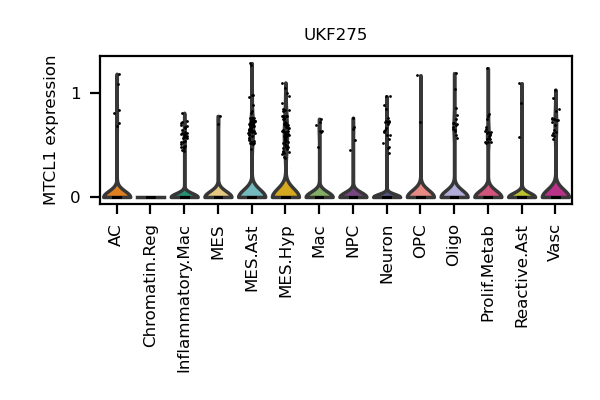 UKF275
MTCL1 expression
1
0
AC
Chromatin.Reg
Inflammatory.Mac
MES
MES.Ast
MES.Hyp
Mac
NPC
Neuron
OPC
Oligo
Prolif.Metab
Reactive.Ast
Vasc